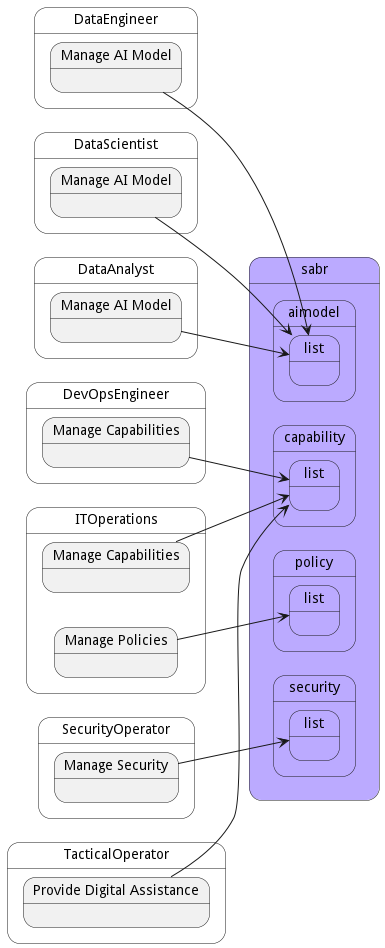 DataEngineer
Manage AI Model
DataScientist
Manage AI Model
DataAnalyst
Manage AI Model
DevOpsEngineer
Manage Capabilities
ITOperations
Manage Capabilities
Manage Policies
SecurityOperator
Manage Security
TacticalOperator
Provide Digital Assistance
sabr
aimodel
list
capability
list
policy
list
security
list